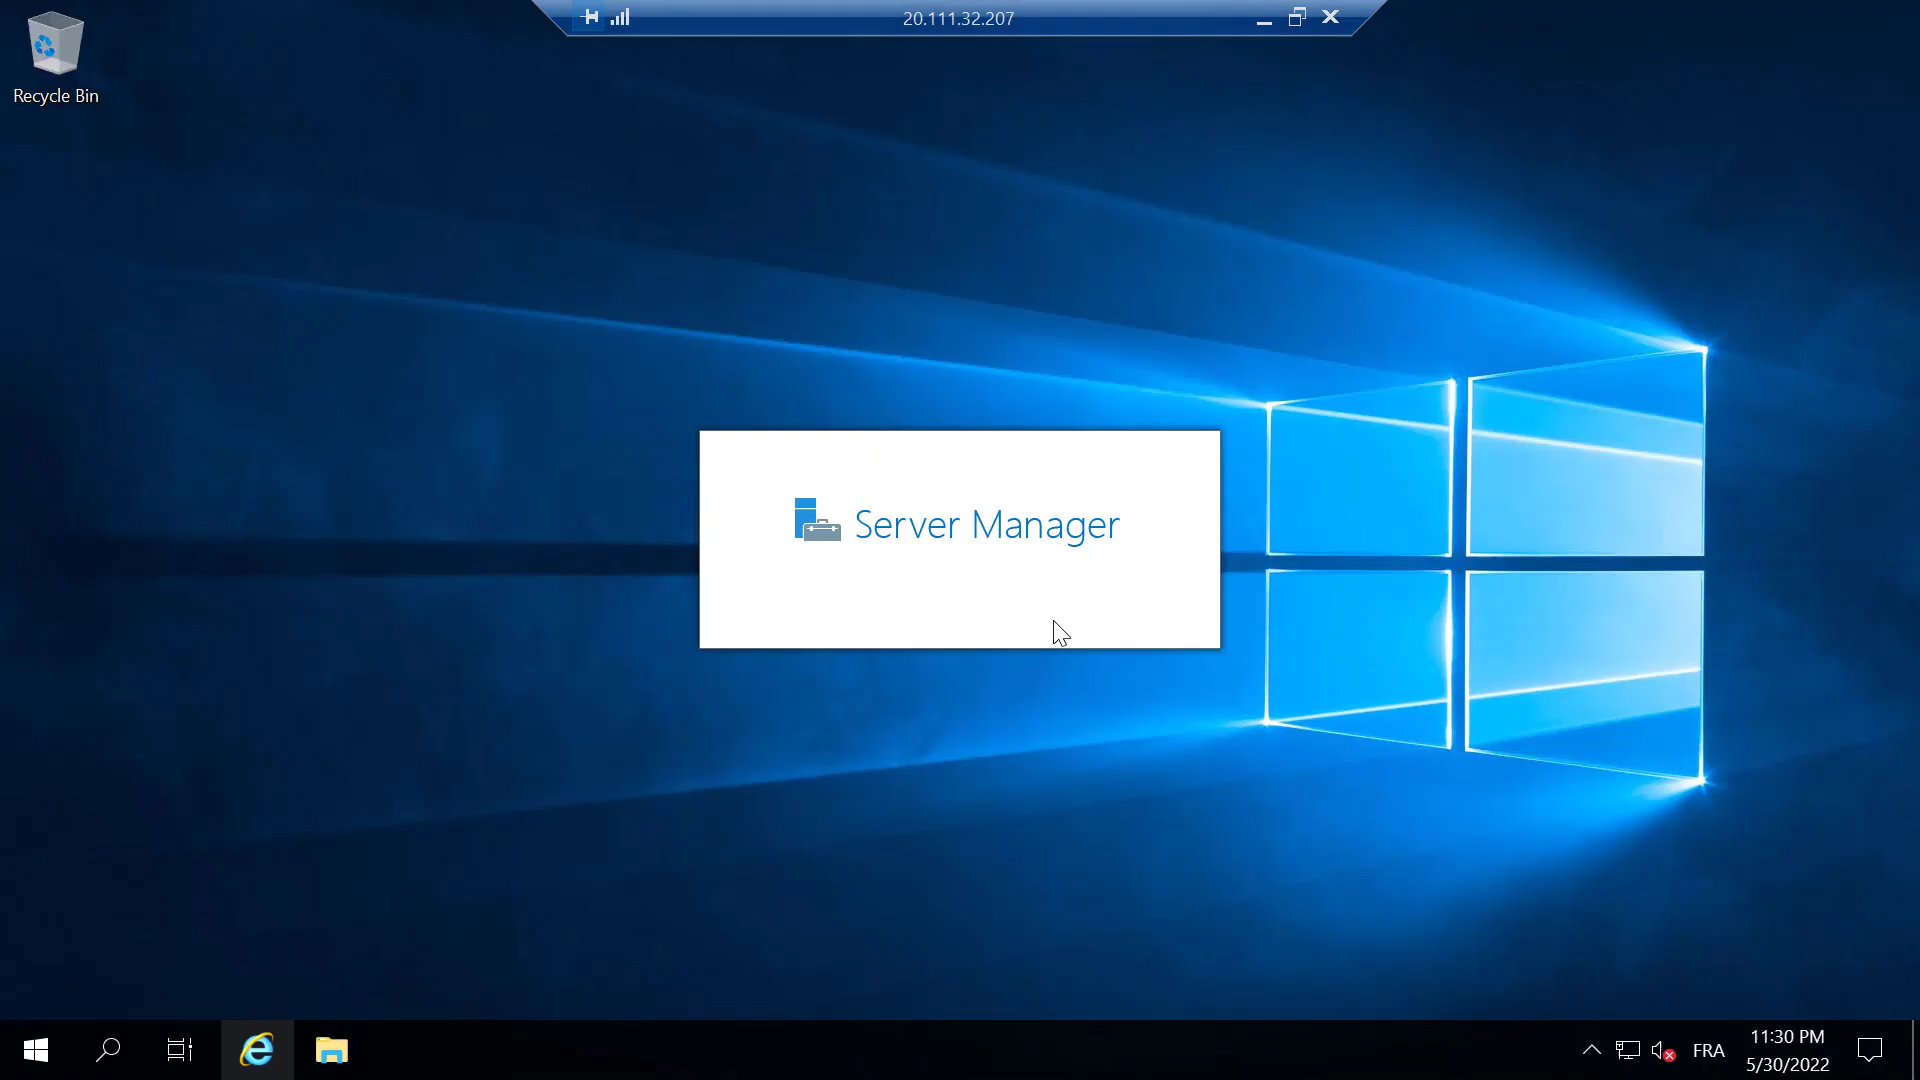 20.111.32.207
Recycle Bin
Server Manager
FRA
11:30 PM
5/30/2022